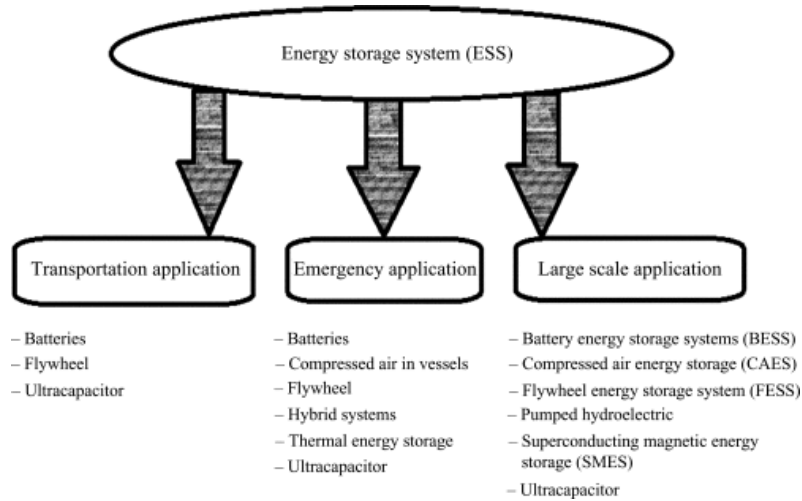 Energy storage system (ESS)
Transportation application
– Batteries
– Flywheel
– Ultracapacitor
Emergency application
– Batteries
– Compressed air in vessels
– Flywheel
– Hybrid systems
– Thermal energy storage
– Ultracapacitor
Large scale application
– Battery energy storage systems (BESS)
– Compressed air energy storage (CAES)
– Flywheel energy storage system (FESS)
– Pumped hydroelectric
– Superconducting magnetic energy
storage (SMES)
– Ultracapacitor